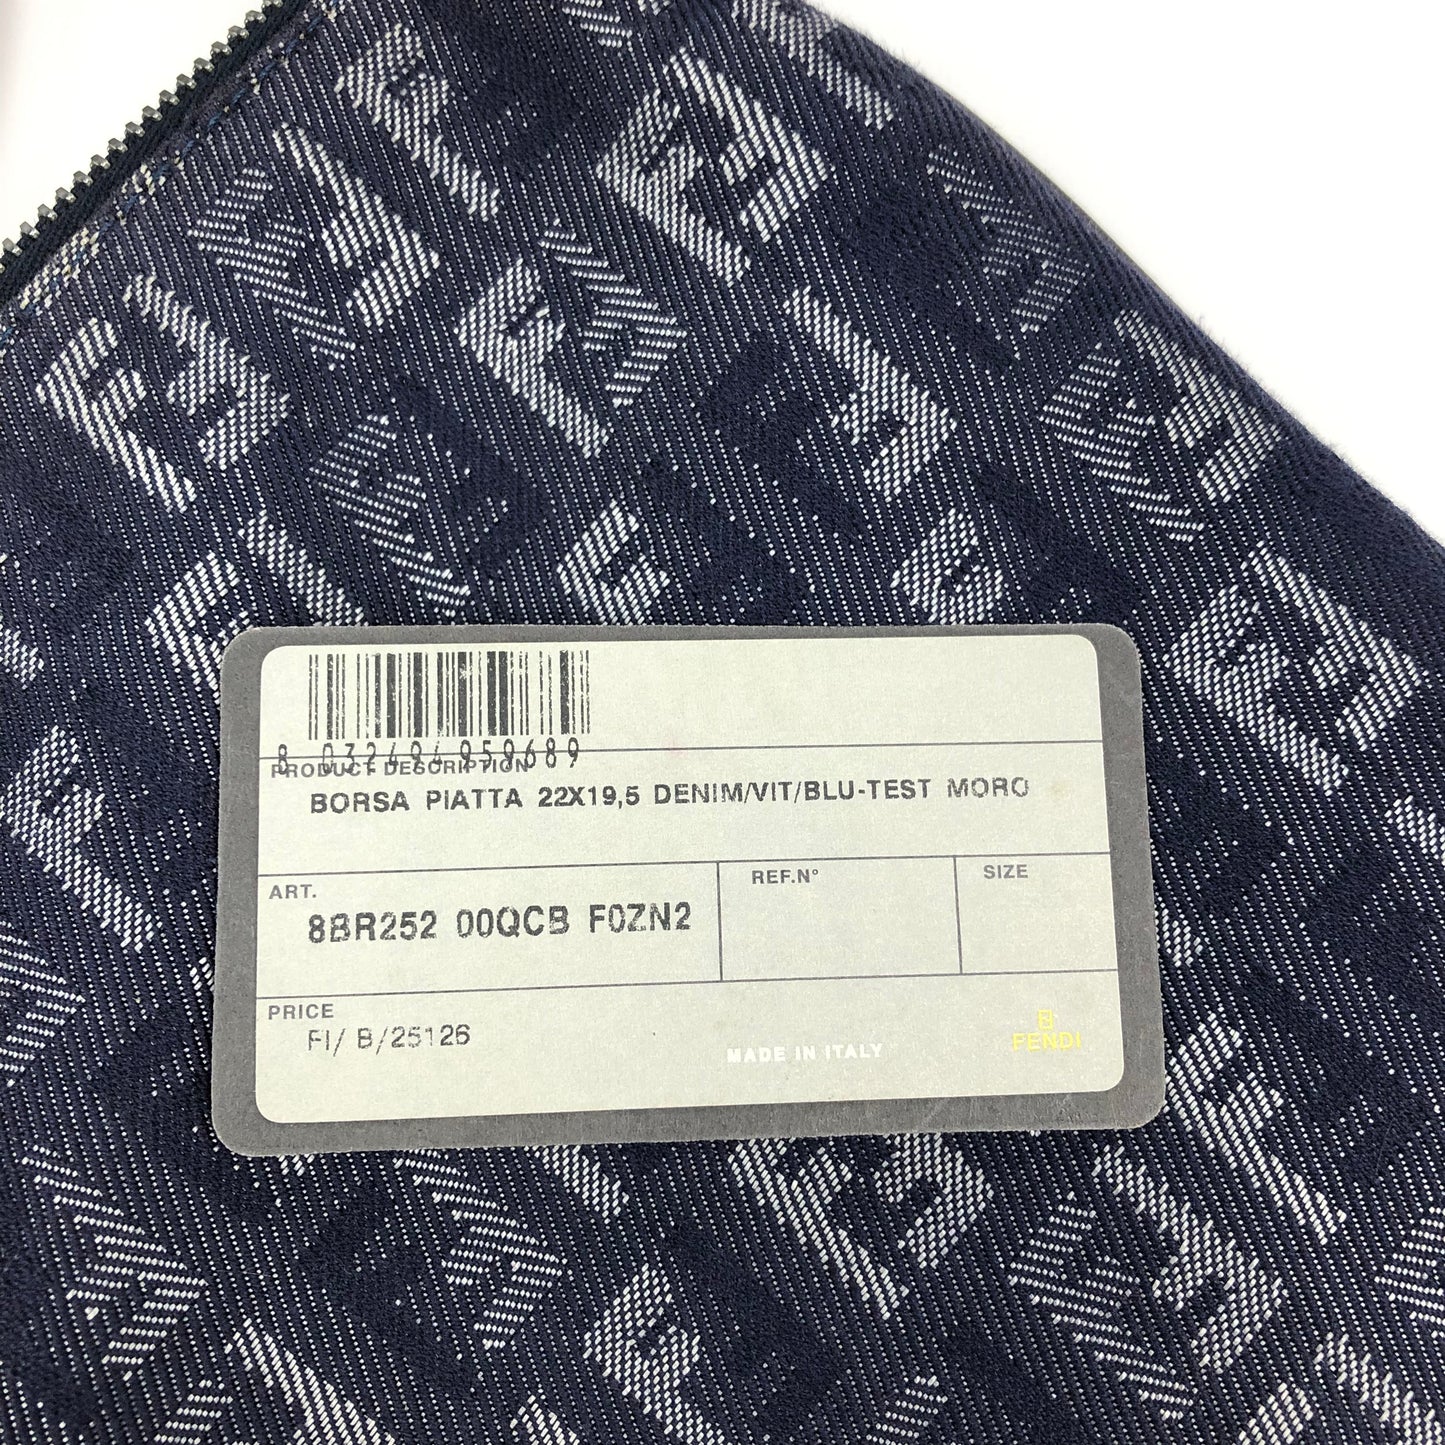 8 032494 959689
PRODUCT DESCRIPTION
BORSA PIATTA 22X19,5 DENIM/VIT/BLU-TEST MORO
ART.
8BR252 00QCB F0ZN2
REF.N°
SIZE
PRICE
FI/ B/25126
MADE IN ITALY
FENDI